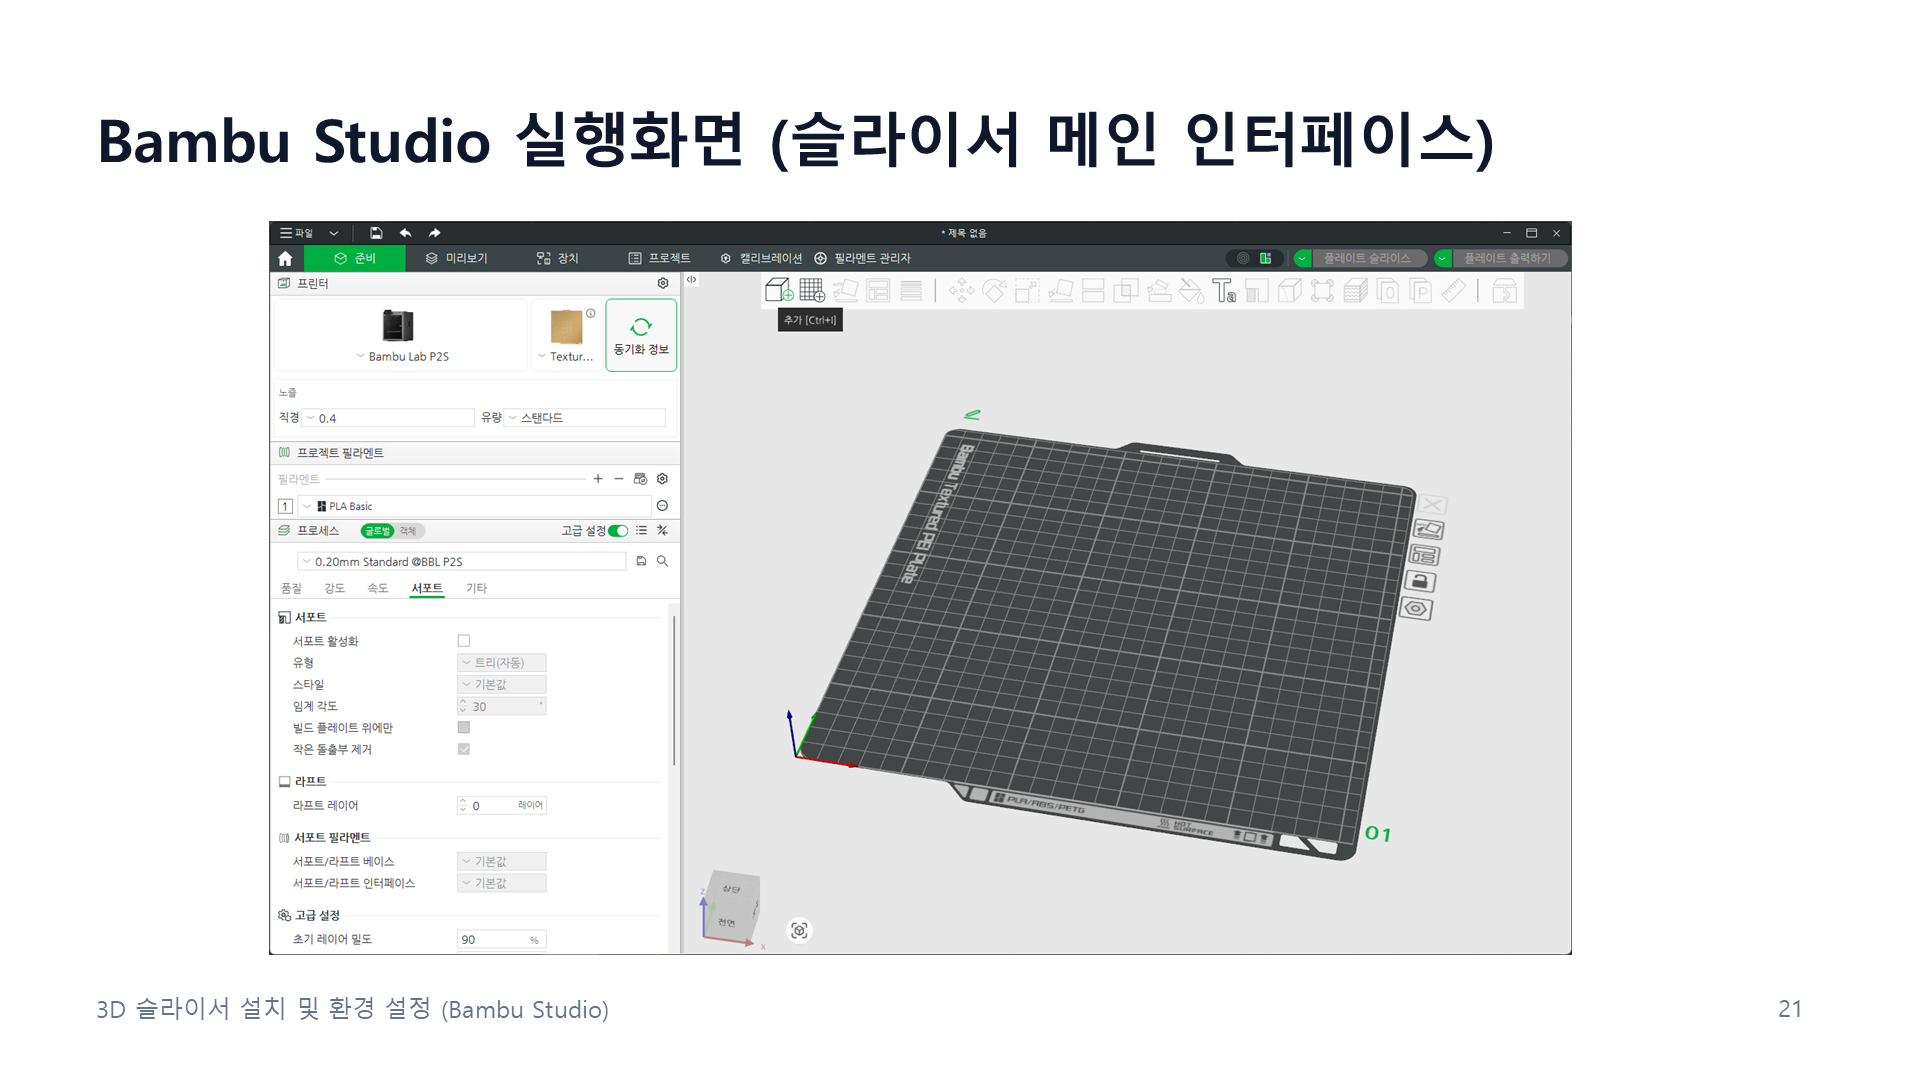 Bambu Studio 실행화면 (슬라이서 메인 인터페이스)
파일
* 제목 없음
준비 미리보기 장치 프로젝트 캘리브레이션 필라멘트 관리자 플레이트 슬라이스 플레이트 출력하기
프린터
추가 [Ctrl+I]
Bambu Lab P2S
Textur...
동기화 정보
노즐
직경 0.4 유량 스탠다드
프로젝트 필라멘트
필라멘트
1 PLA Basic
프로세스 글로벌 객체 고급 설정
0.20mm Standard @BBL P2S
품질 강도 속도 서포트 기타
서포트
서포트 활성화
유형 트리(자동)
스타일 기본값
임계 각도 30 °
빌드 플레이트 위에만
작은 돌출부 제거
라프트
라프트 레이어 0 레이어
서포트 필라멘트
서포트/라프트 베이스 기본값
서포트/라프트 인터페이스 기본값
고급 설정
초기 레이어 밀도 90 %
Bambu Textured PEI Plate
PLA/ABS/PETG
HOT
SURFACE
01
상단
전면
Z
X
3D 슬라이서 설치 및 환경 설정 (Bambu Studio)
21